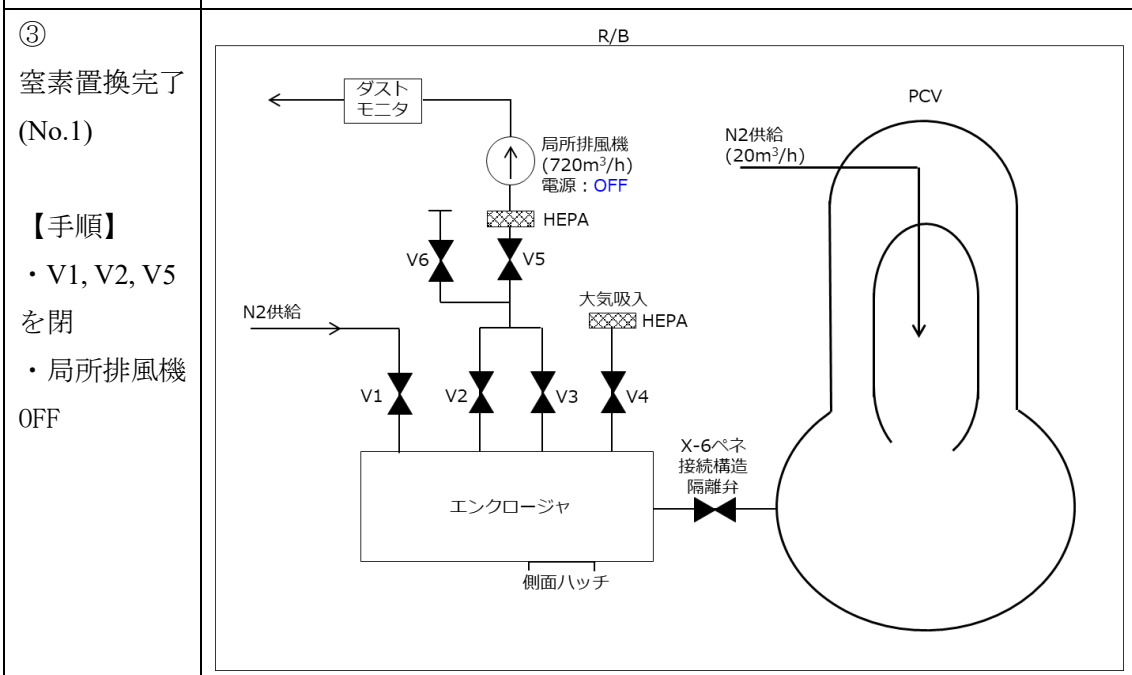 ③
窒素置換完了
(No.1)
【手順】
・V1, V2, V5
を閉
・局所排風機
OFF
R/B
ダスト
モニタ
局所排風機
(720m³/h)
電源：OFF
HEPA
V6
V5
N2供給
大気吸入
HEPA
V1
V2
V3
V4
エンクロージャ
側面ハッチ
X-6ペネ
接続構造
隔離弁
PCV
N2供給
(20m³/h)